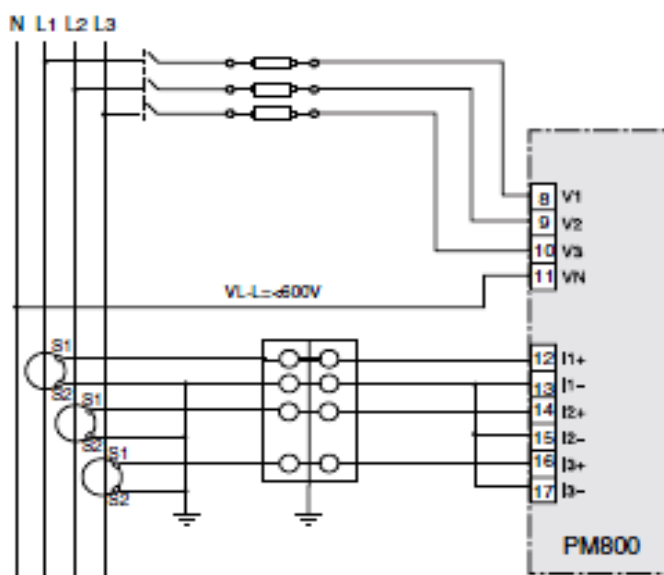 N L1 L2 L3
8 V1
9 V2
10 V3
11 VN
VL-L=<600V
S1
S2
S1
S2
S1
S2
12 I1+
13 I1-
14 I2+
15 I2-
16 I3+
17 I3-
PM800